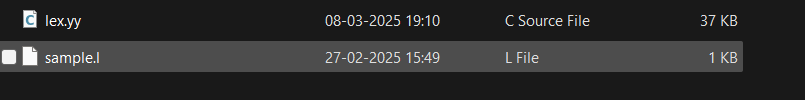 lex.yy 08-03-2025 19:10 C Source File 37 KB
sample.l 27-02-2025 15:49 L File 1 KB